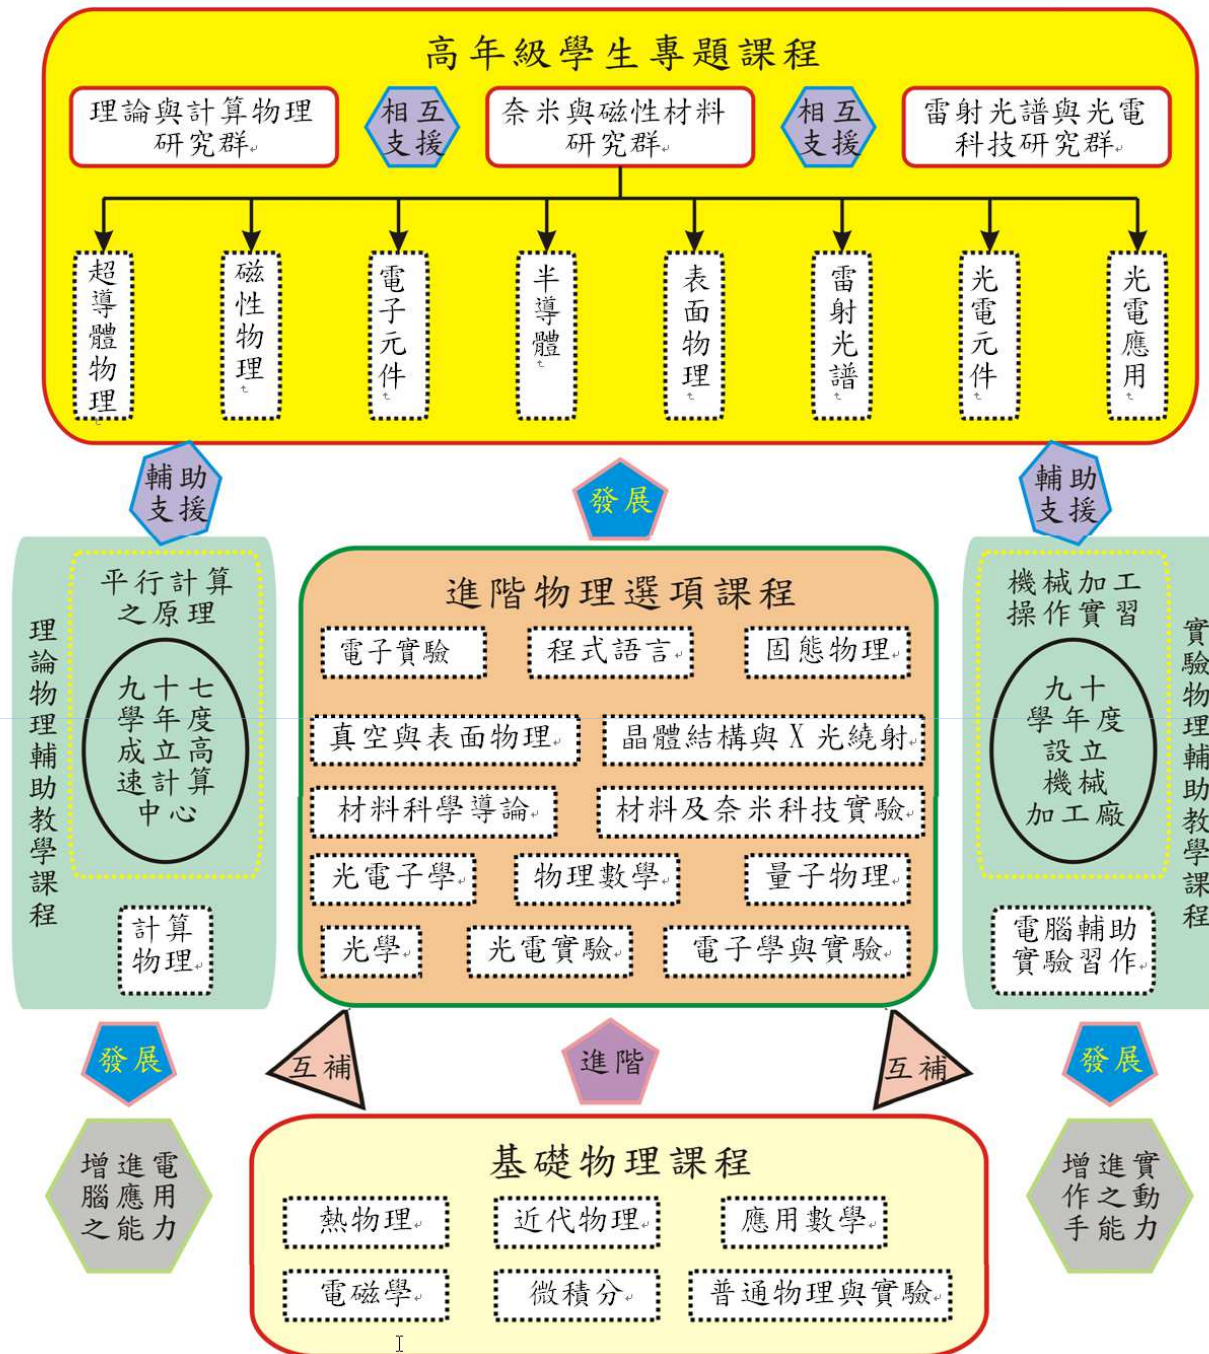 高年級學生專題課程
理論與計算物理
研究群
相互
支援
奈米與磁性材料
研究群
相互
支援
雷射光譜與光電
科技研究群
超導體物理
磁性物理
電子元件
半導體
表面物理
雷射光譜
光電元件
光電應用
輔助
支援
發展
輔助
支援
理論物理輔助教學課程
平行計算
之原理
九十七
學年度
成立高
速計算
中心
計算
物理
進階物理選項課程
電子實驗
程式語言
固態物理
真空與表面物理
晶體結構與 X 光繞射
材料科學導論
材料及奈米科技實驗
光電子學
物理數學
量子物理
光學
光電實驗
電子學與實驗
機械加工
操作實習
九十
學年度
設立
機械
加工廠
電腦輔助
實驗習作
實驗物理輔助教學課程
發展
互補
進階
互補
發展
增進電
腦應用
之能力
基礎物理課程
熱物理
近代物理
應用數學
電磁學
微積分
普通物理與實驗
增進實
作之動
手能力